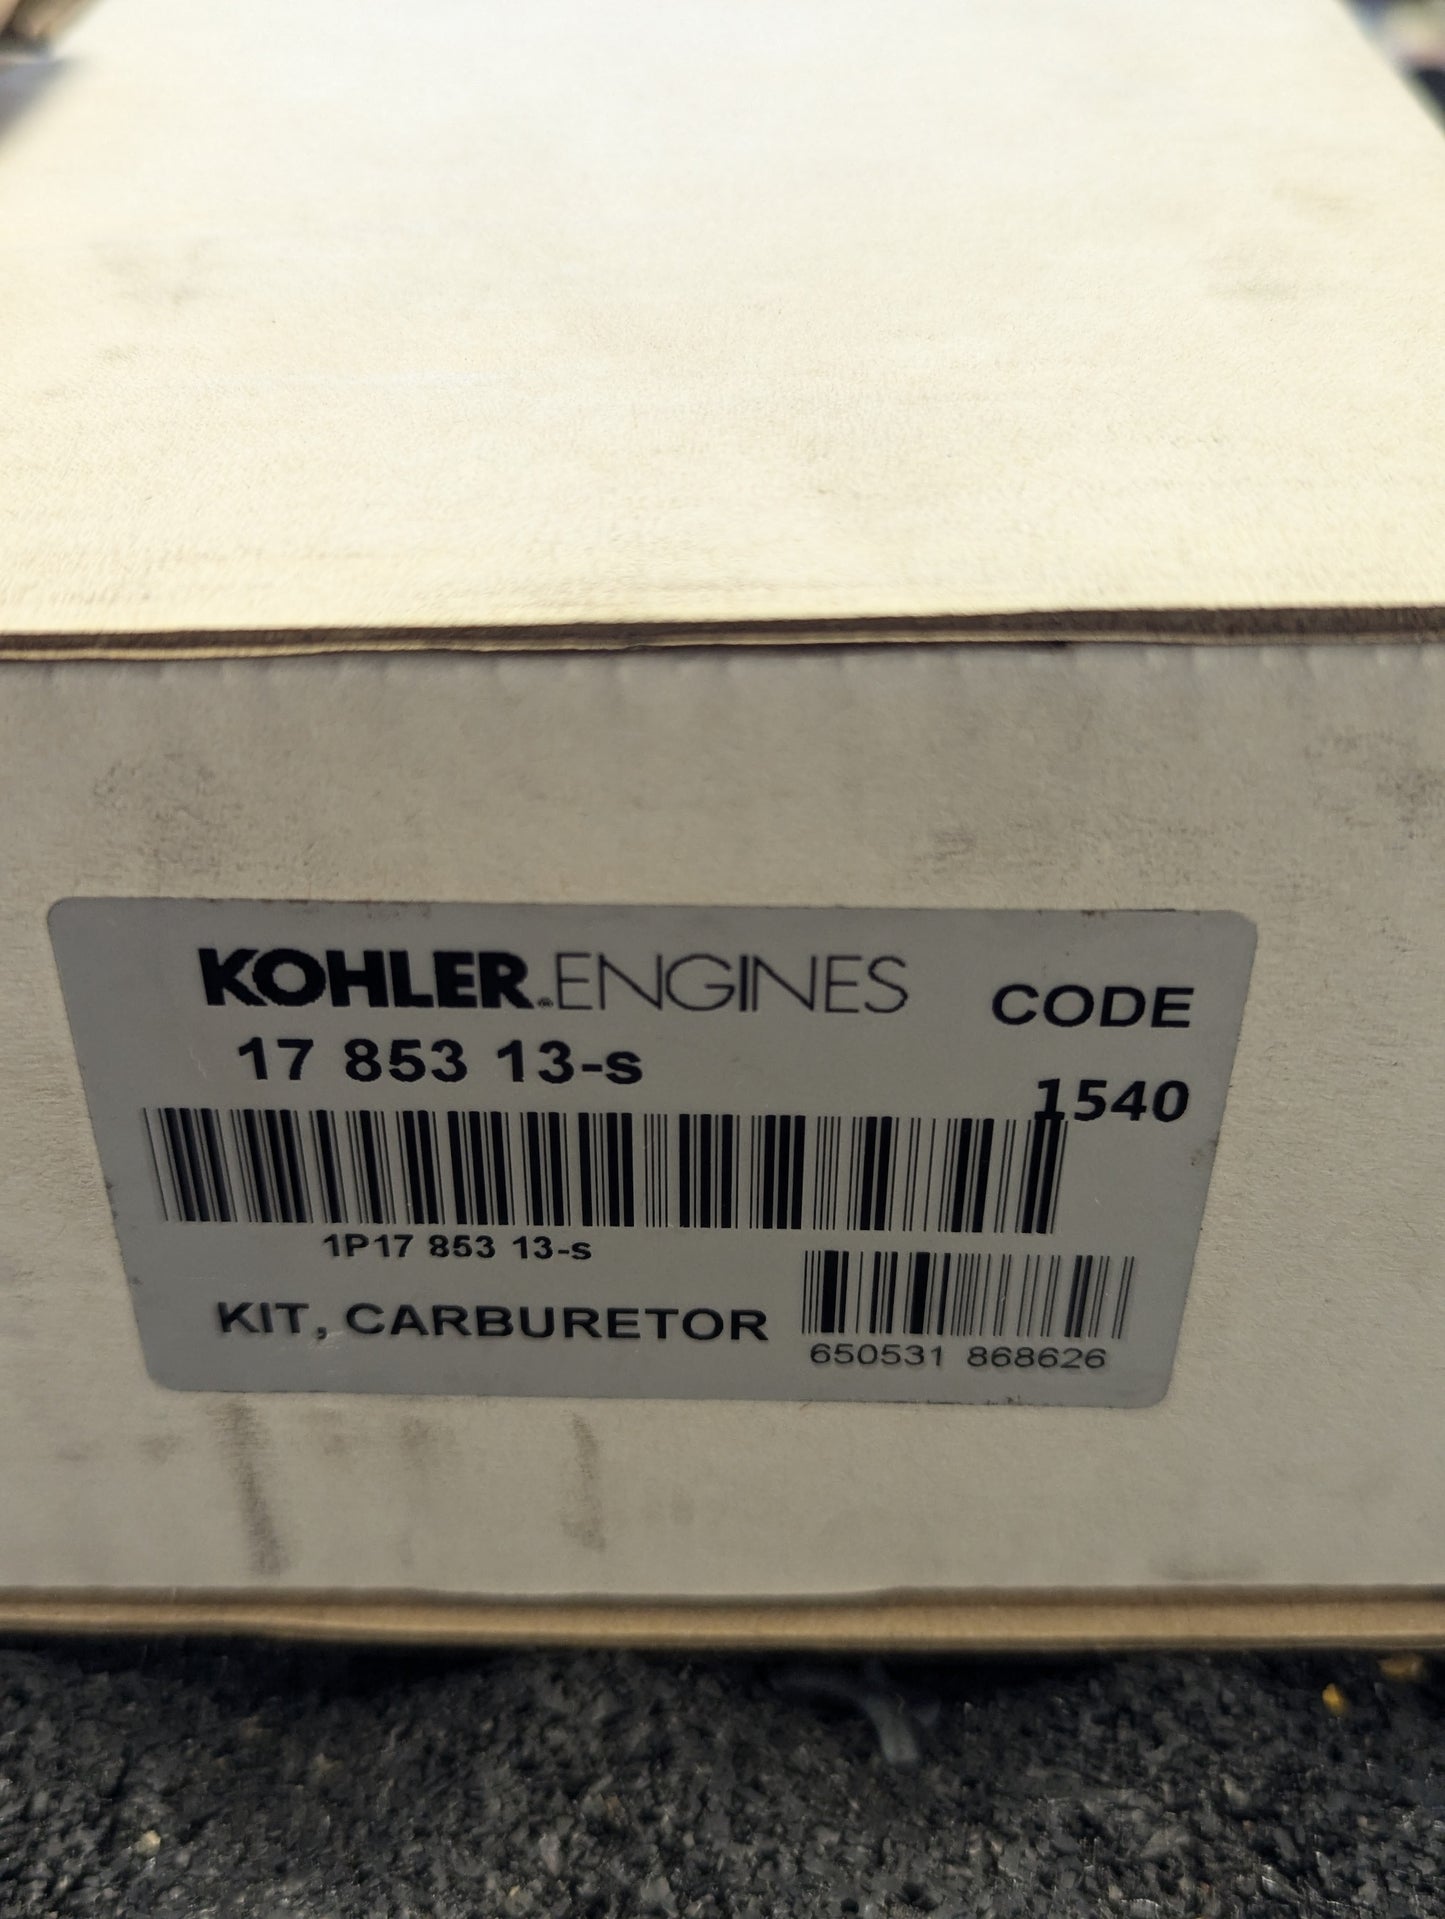 KOHLER.ENGINES
CODE
17 853 13-s
1540
1P17 853 13-s
KIT, CARBURETOR
650531 868626